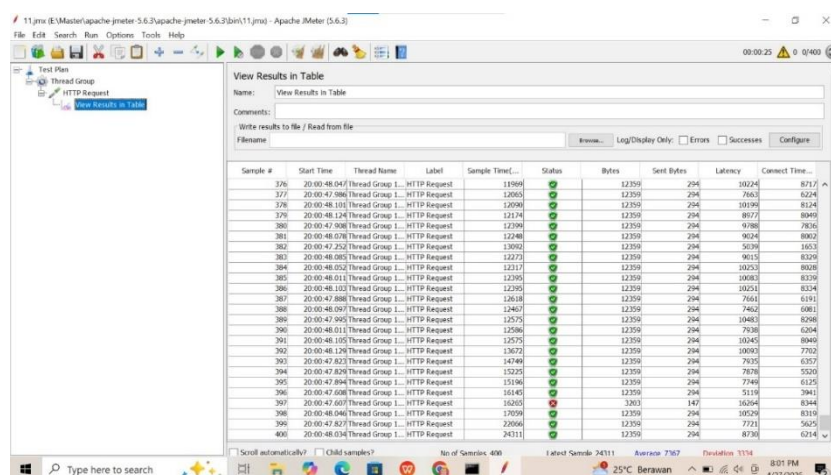 11.jmx (E:\Master\apache-jmeter-5.6.3\apache-jmeter-5.6.3\bin\11.jmx) - Apache JMeter (5.6.3)
File Edit Search Run Options Tools Help
00:00:25 0 0/400
Test Plan
Thread Group
HTTP Request
View Results in Table
View Results in Table
Name: View Results in Table
Comments:
Write results to file / Read from file
Filename Browse... Log/Display Only: Errors Successes Configure
Sample # Start Time Thread Name Label Sample Time(... Status Bytes Sent Bytes Latency Connect Time...
376 20:00:48.047 Thread Group 1... HTTP Request 11969 12359 294 10224 8717
377 20:00:47.986 Thread Group 1... HTTP Request 12065 12359 294 7663 6224
378 20:00:48.101 Thread Group 1... HTTP Request 12090 12359 294 10199 8124
379 20:00:48.124 Thread Group 1... HTTP Request 12174 12359 294 8977 8049
380 20:00:47.908 Thread Group 1... HTTP Request 12399 12359 294 9788 7836
381 20:00:48.078 Thread Group 1... HTTP Request 12248 12359 294 9024 8002
382 20:00:47.252 Thread Group 1... HTTP Request 13092 12359 294 5039 1653
383 20:00:48.085 Thread Group 1... HTTP Request 12273 12359 294 9015 8329
384 20:00:48.052 Thread Group 1... HTTP Request 12317 12359 294 10253 8028
385 20:00:48.011 Thread Group 1... HTTP Request 12395 12359 294 10083 8339
386 20:00:48.103 Thread Group 1... HTTP Request 12395 12359 294 10251 8334
387 20:00:47.888 Thread Group 1... HTTP Request 12618 12359 294 7661 6191
388 20:00:48.097 Thread Group 1... HTTP Request 12467 12359 294 7462 6081
389 20:00:47.995 Thread Group 1... HTTP Request 12575 12359 294 10483 8298
390 20:00:48.011 Thread Group 1... HTTP Request 12586 12359 294 7938 6204
391 20:00:48.105 Thread Group 1... HTTP Request 12575 12359 294 10245 8049
392 20:00:48.129 Thread Group 1... HTTP Request 13672 12359 294 10093 7702
393 20:00:47.823 Thread Group 1... HTTP Request 14749 12359 294 7935 6357
394 20:00:47.829 Thread Group 1... HTTP Request 15225 12359 294 7878 5520
395 20:00:47.894 Thread Group 1... HTTP Request 15196 12359 294 7749 6125
396 20:00:47.608 Thread Group 1... HTTP Request 16145 12359 294 5119 3941
397 20:00:47.607 Thread Group 1... HTTP Request 16265 3203 147 16264 8344
398 20:00:48.046 Thread Group 1... HTTP Request 17059 12359 294 10529 8319
399 20:00:47.827 Thread Group 1... HTTP Request 22066 12359 294 7721 5625
400 20:00:48.034 Thread Group 1... HTTP Request 24311 12359 294 8730 6214
Scroll automatically? Child samples? No of Samples 400 Latest Sample 24311 Average 7367 Deviation 3334
Type here to search 25°C Berawan 8:01 PM